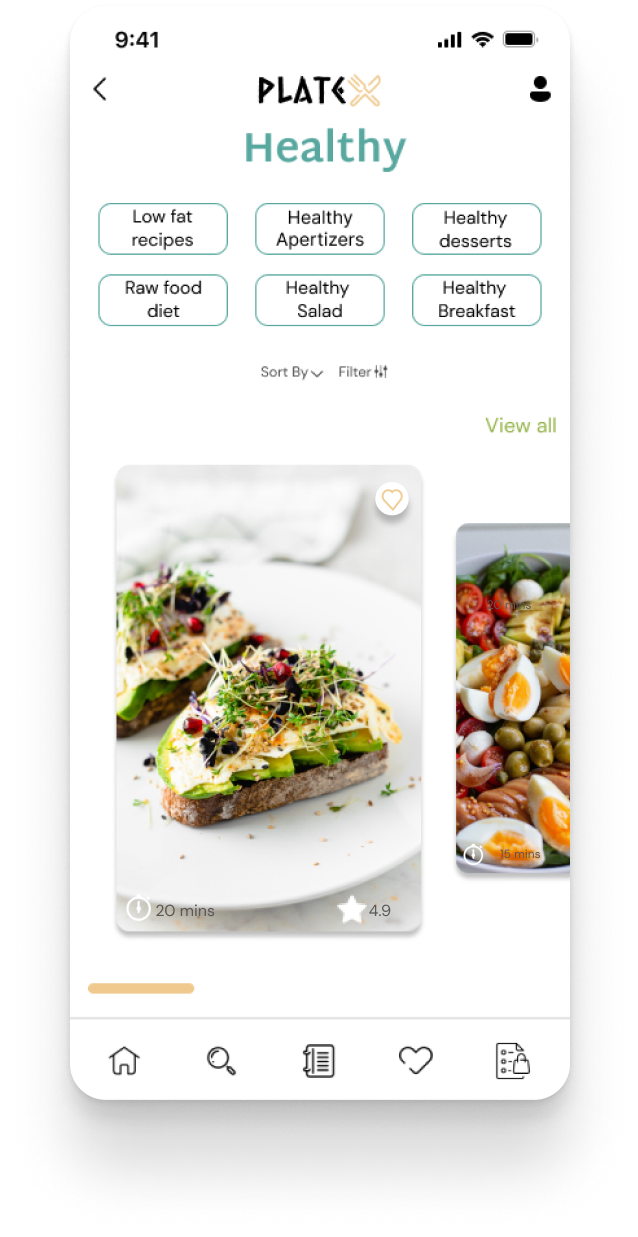 9:41
PLATE
Healthy
Low fat
recipes
Healthy
Apertizers
Healthy
desserts
Raw food
diet
Healthy
Salad
Healthy
Breakfast
Sort By
Filter
View all
20 mins
20 mins
4.9
15 mins